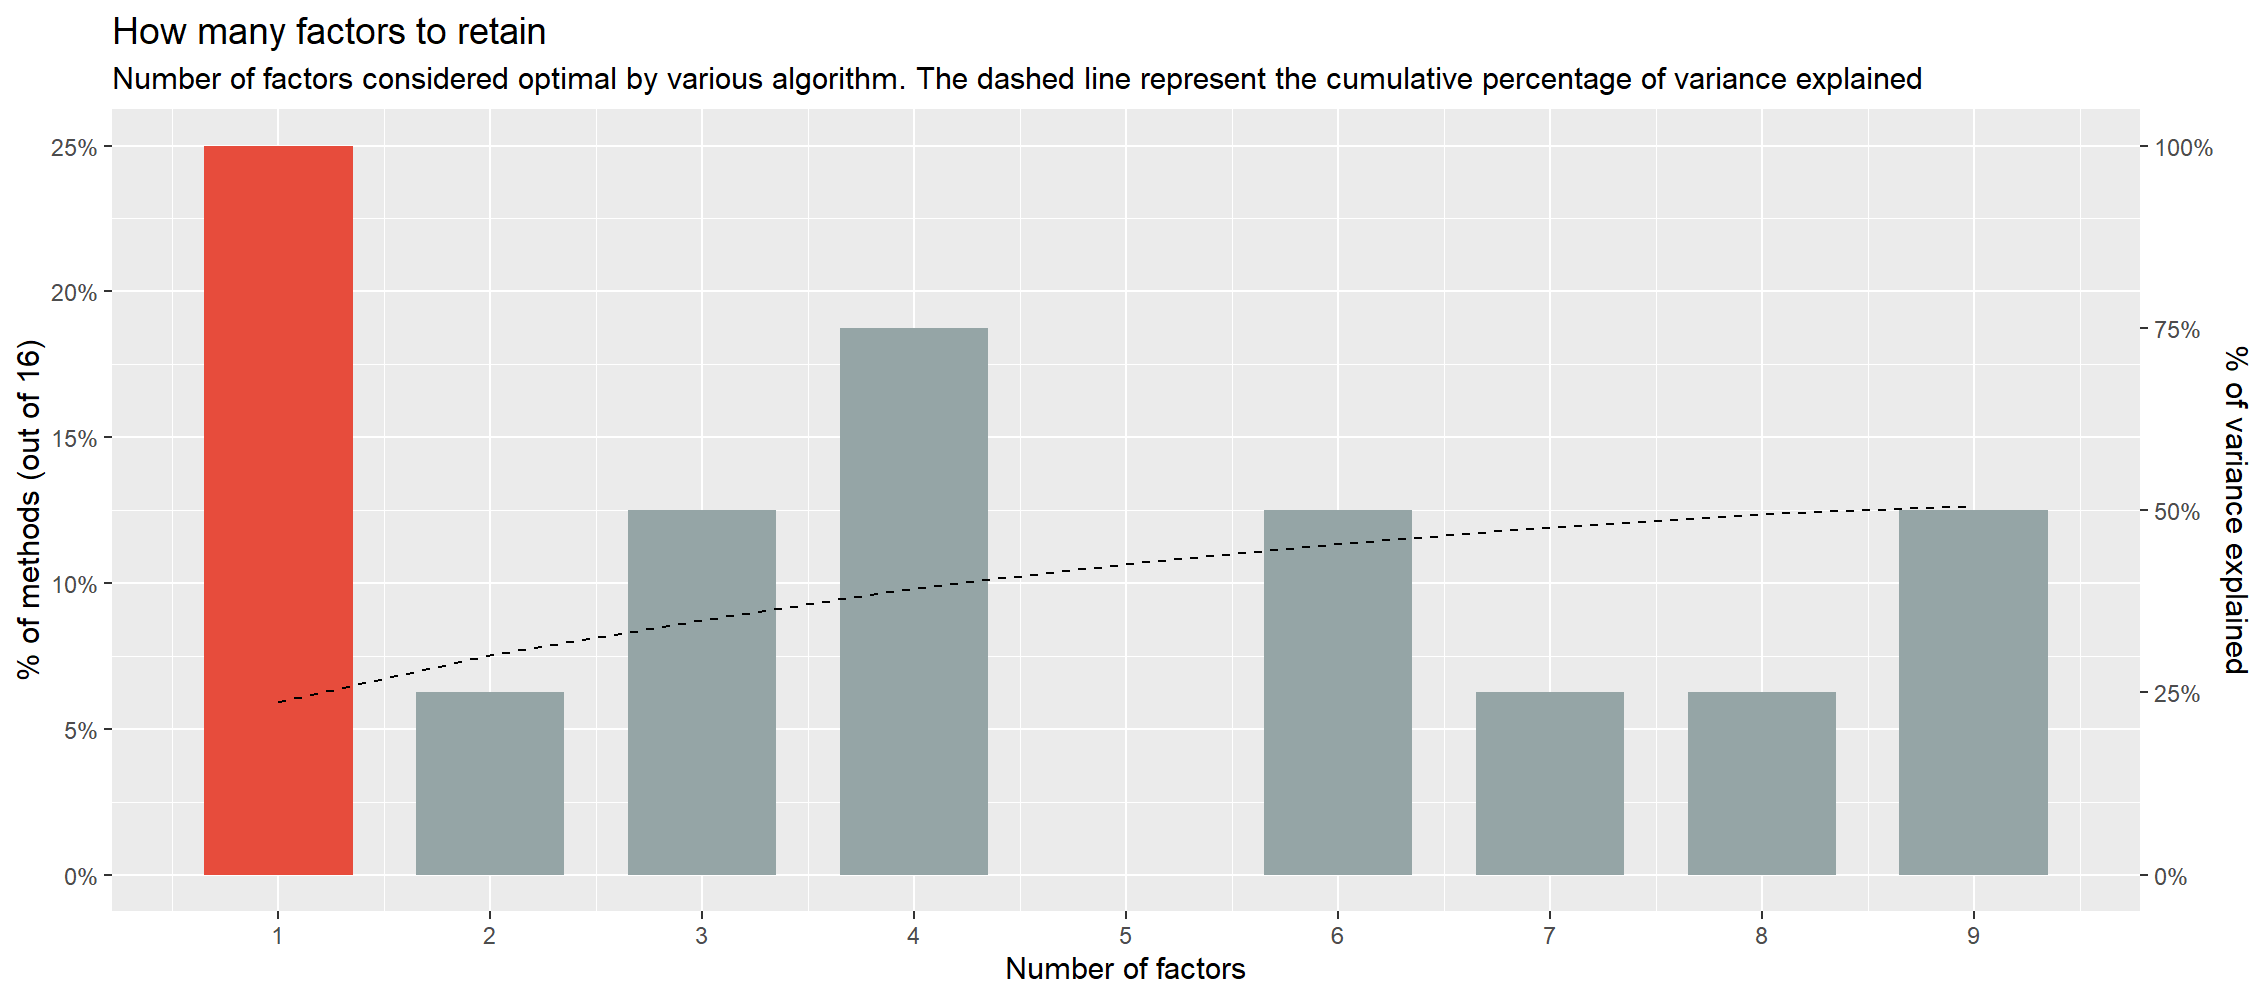 How many factors to retain
Number of factors considered optimal by various algorithm. The dashed line represent the cumulative percentage of variance explained
% of methods (out of 16)
25%
20%
15%
10%
5%
0%
100%
75%
50%
25%
0%
% of variance explained
1 2 3 4 5 6 7 8 9
Number of factors